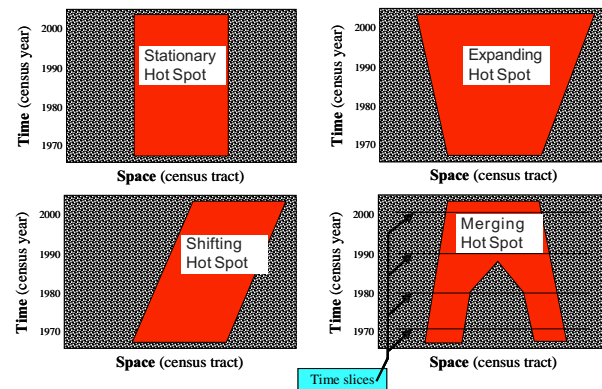 Time (census year)
2000
1990
1980
1970
Stationary
Hot Spot
Space (census tract)
Time (census year)
2000
1990
1980
1970
Expanding
Hot Spot
Space (census tract)
Time (census year)
2000
1990
1980
1970
Shifting
Hot Spot
Space (census tract)
Time (census year)
2000
1990
1980
1970
Merging
Hot Spot
Space (census tract)
Time slices